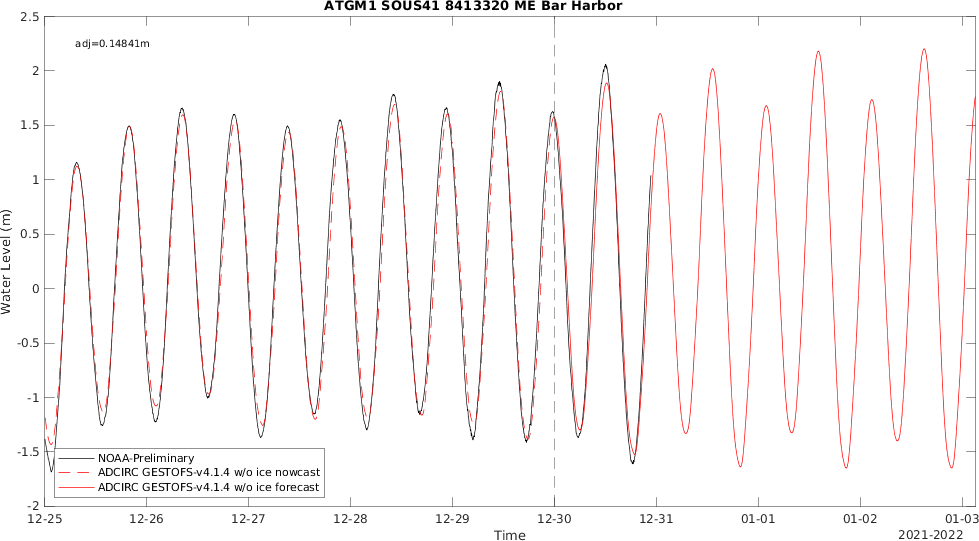 ATGM1 SOUS41 8413320 ME Bar Harbor
adj=0.14841m
2.5
2
1.5
1
0.5
0
-0.5
-1
-1.5
-2
Water Level (m)
NOAA-Preliminary
ADCIRC GESTOFS-v4.1.4 w/o ice nowcast
ADCIRC GESTOFS-v4.1.4 w/o ice forecast
12-25 12-26 12-27 12-28 12-29 12-30 12-31 01-01 01-02 01-03
Time
2021-2022